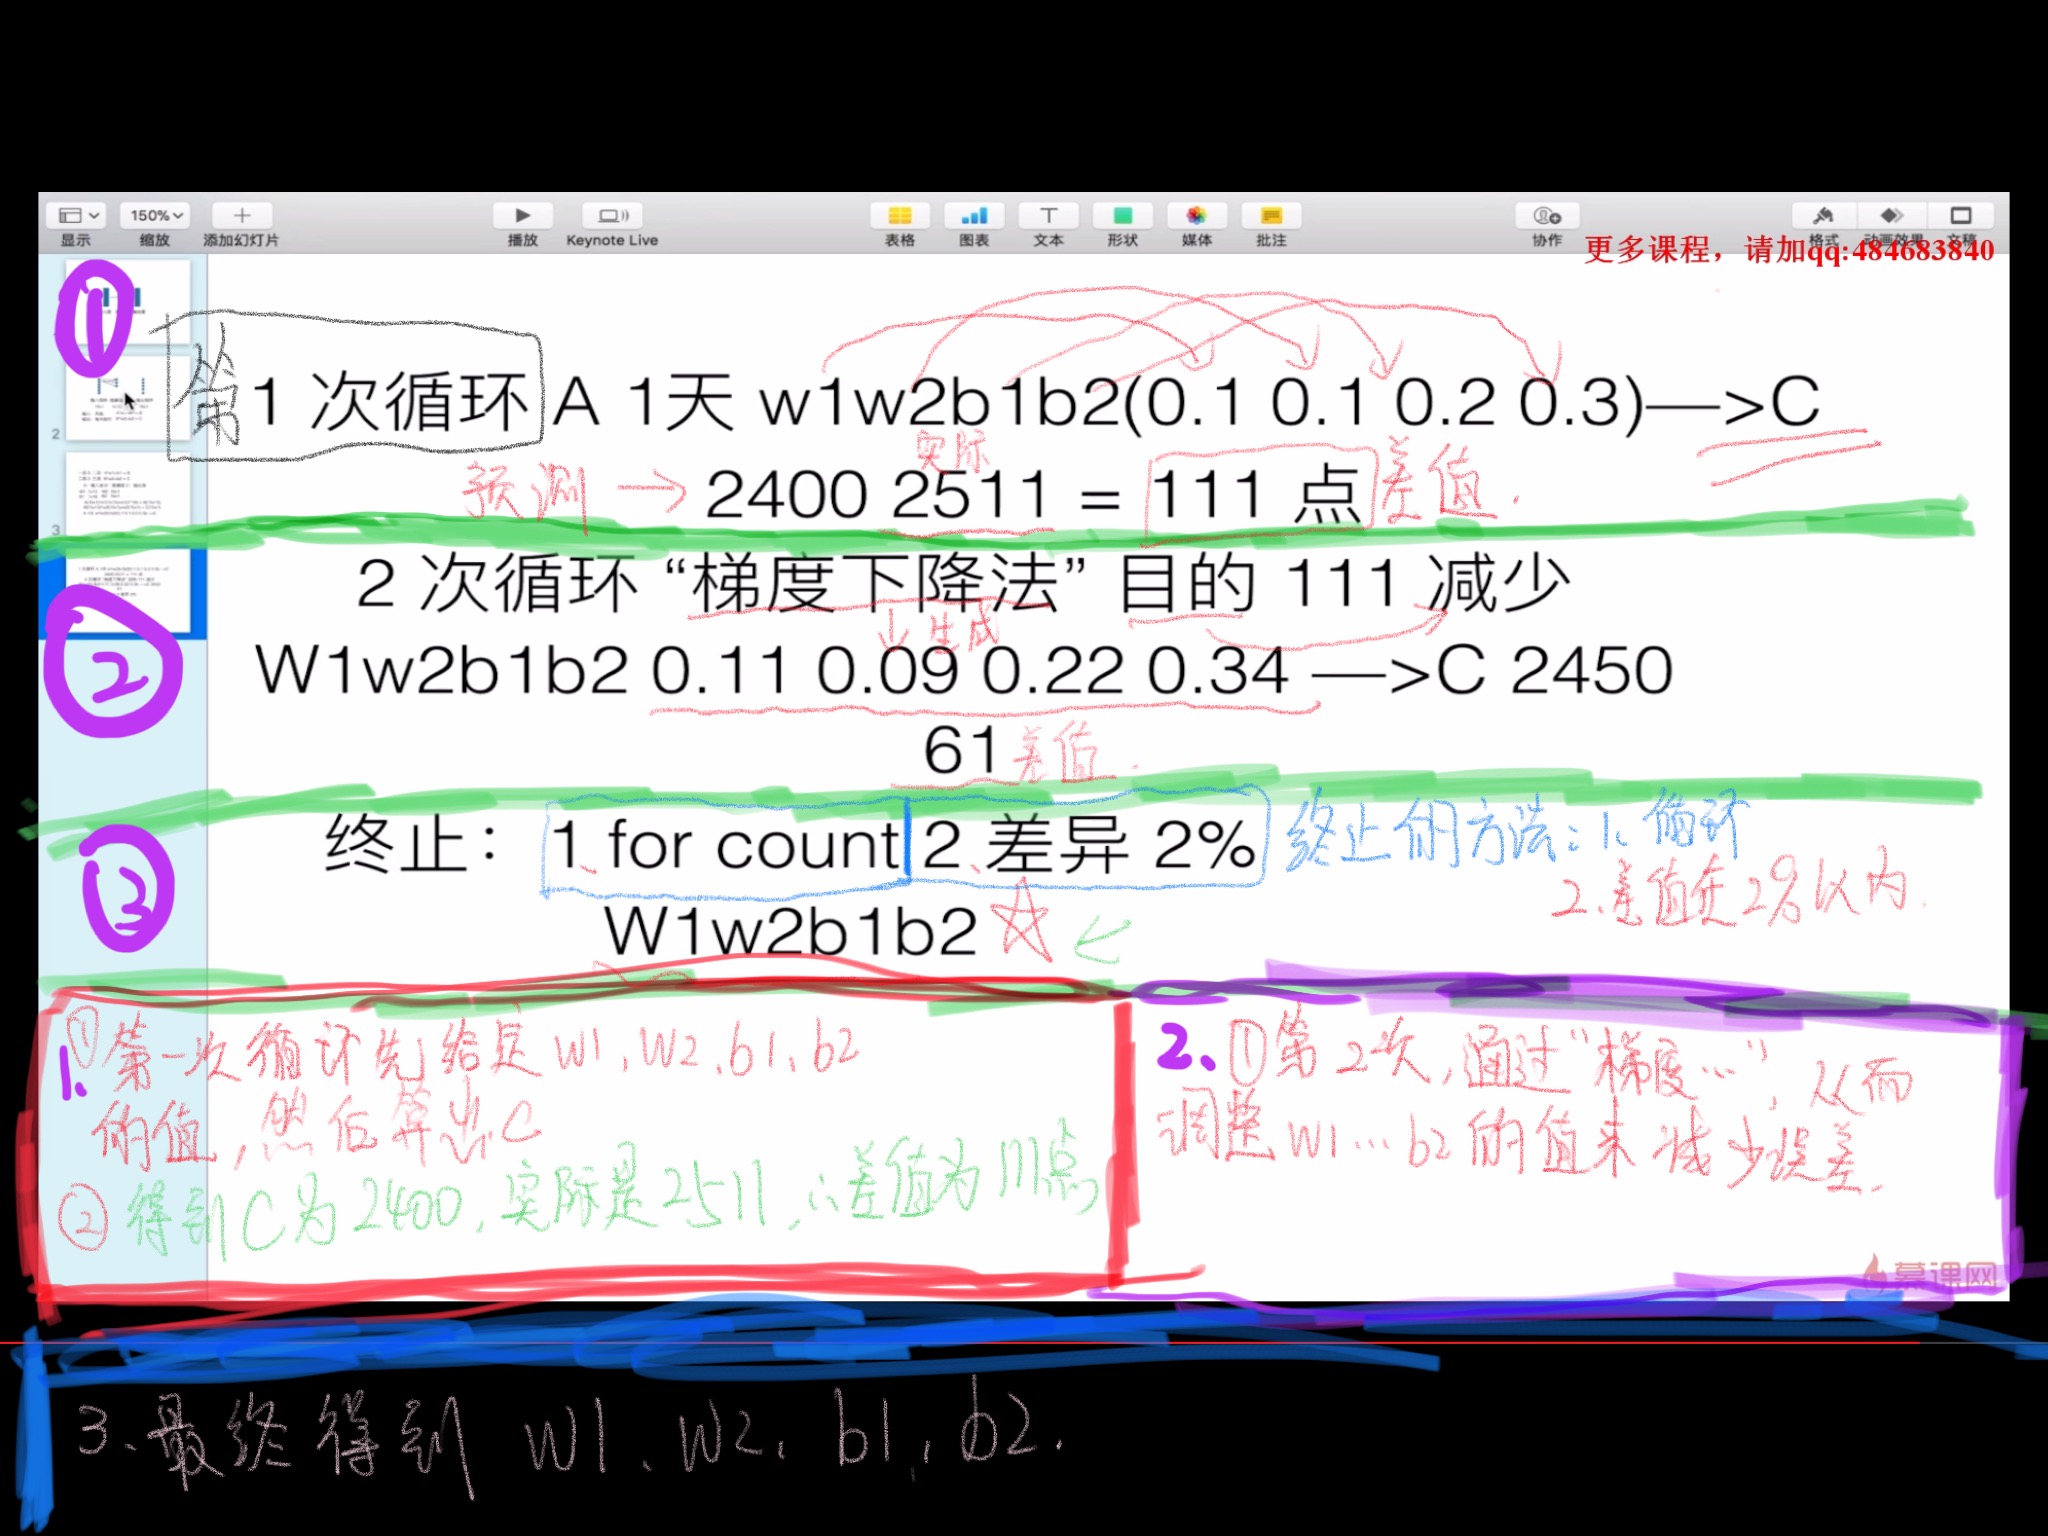 150%
显示 缩放 添加幻灯片 播放 Keynote Live 表格 图表 文本 形状 媒体 批注 协作 格式 动画效果 文稿
更多课程，请加qq:484683840
①
第 1 次循环 A 1天 w1w2b1b2(0.1 0.1 0.2 0.3)—>C
实际
预测 → 2400 2511 = 111 点 差值.
2
3
2 次循环 “梯度下降法” 目的 111 减少
↓生成
② W1w2b1b2 0.11 0.09 0.22 0.34 —>C 2450
61 差值.
③ 终止： 1 for count 2 差异 2% 终止的方法：1、循环
2.差值在2%以内.
W1w2b1b2
1. ①第一次循环先给定w1、w2、b1、b2
的值，然后算出C
② 得到C为2400，实际是2511，∴差值为111点
2. ①第2次，通过“梯度…”，从而
调整w1…b2的值来减少误差.
慕课网
3、最终得到 w1、w2、b1、b2.